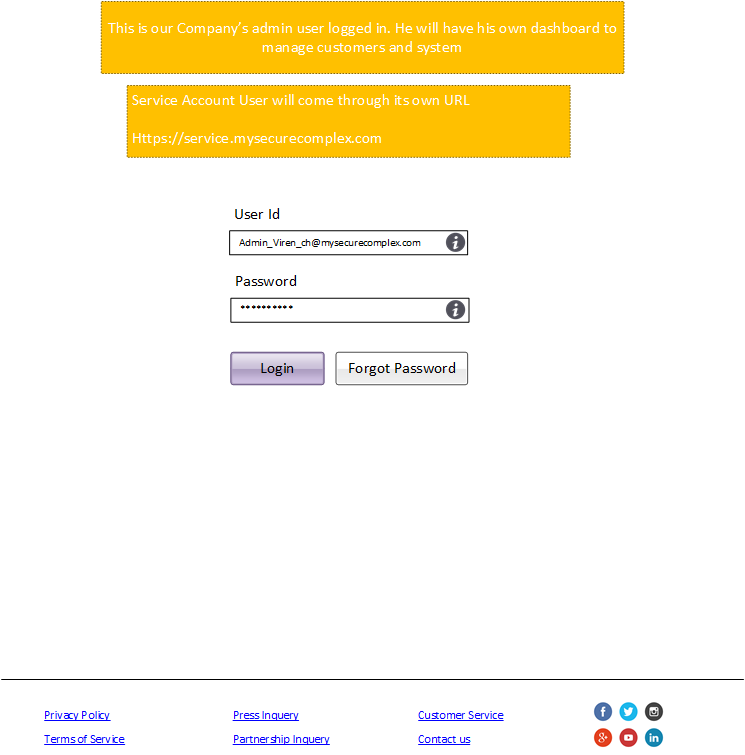 This is our Company's admin user logged in. He will have his own dashboard to
manage customers and system
Service Account User will come through its own URL
Https://service.mysecurecomplex.com
User Id
Admin_Viren_ch@mysecurecomplex.com
Password
**********
Login
Forgot Password
Privacy Policy
Press Inquery
Customer Service
Terms of Service
Partnership Inquery
Contact us